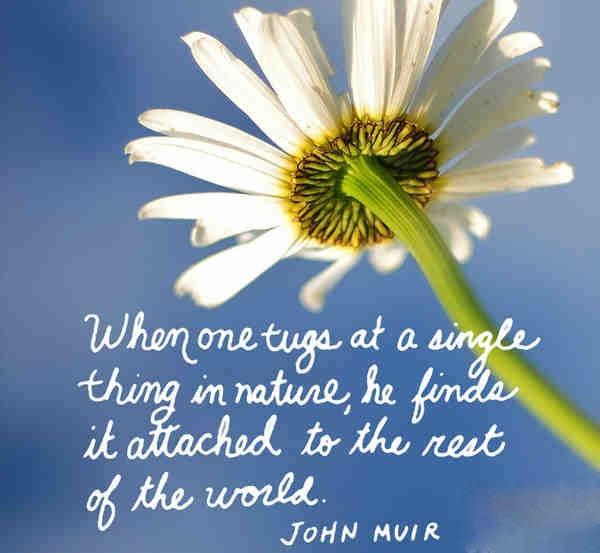 When one tugs at a single
thing in nature, he finds
it attached to the rest
of the world.
JOHN MUIR